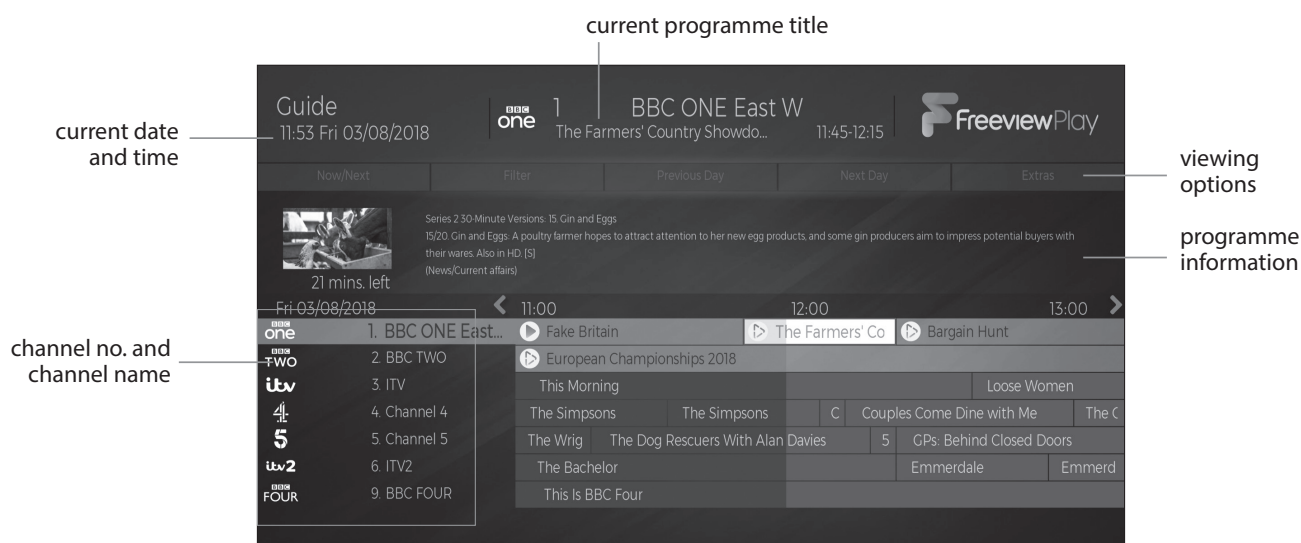 current programme title
current date
and time
Guide
11:53 Fri 03/08/2018
BBC
one
1 BBC ONE East W
The Farmers' Country Showdo... 11:45-12:15
FreeviewPlay
viewing
options
Now/Next Filter Previous Day Next Day Extras
Series 2 30-Minute Versions: 15. Gin and Eggs
15/20. Gin and Eggs: A poultry farmer hopes to attract attention to her new egg products, and some gin producers aim to impress potential buyers with
their wares. Also in HD. [S]
(News/Current affairs)
21 mins. left
programme
information
Fri 03/08/2018 11:00 12:00 13:00
channel no. and
channel name
BBC one 1. BBC ONE East... Fake Britain The Farmers' Co Bargain Hunt
BBC TWO 2. BBC TWO European Championships 2018
itv 3. ITV This Morning Loose Women
4 4. Channel 4 The Simpsons The Simpsons C Couples Come Dine with Me The C
5 5. Channel 5 The Wrig The Dog Rescuers With Alan Davies 5 GPs: Behind Closed Doors
itv2 6. ITV2 The Bachelor Emmerdale Emmerd
BBC FOUR 9. BBC FOUR This Is BBC Four